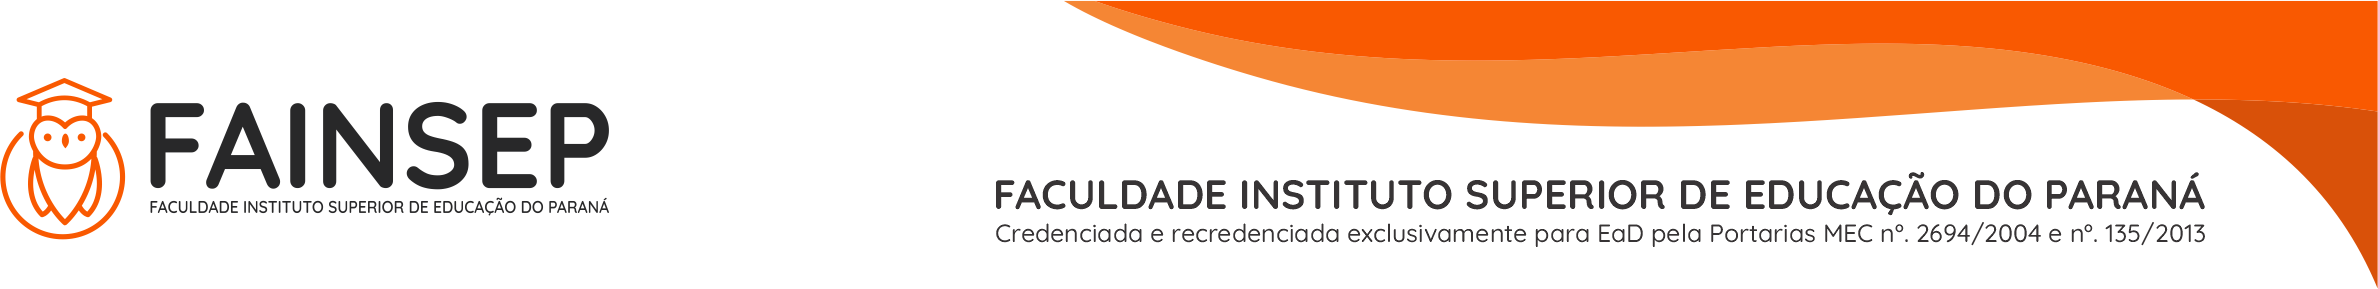 FAINSEP
FACULDADE INSTITUTO SUPERIOR DE EDUCAÇÃO DO PARANÁ
FACULDADE INSTITUTO SUPERIOR DE EDUCAÇÃO DO PARANÁ
Credenciada e recredenciada exclusivamente para EaD pela Portarias MEC nº. 2694/2004 e nº. 135/2013